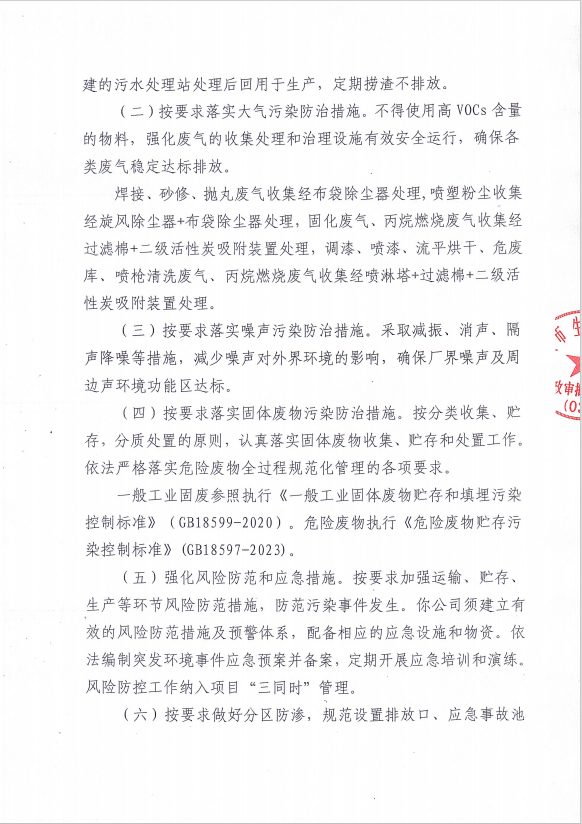 建的污水处理站处理后回用于生产，定期捞渣不排放。
（二）按要求落实大气污染防治措施。不得使用高 VOCs 含量
的物料，强化废气的收集处理和治理设施有效安全运行，确保各
类废气稳定达标排放。
焊接、砂修、抛丸废气收集经布袋除尘器处理,喷塑粉尘收集
经旋风除尘器+布袋除尘器处理，固化废气、丙烷燃烧废气收集经
过滤棉+二级活性炭吸附装置处理，调漆、喷漆、流平烘干、危废
库、喷枪清洗废气、丙烷燃烧废气收集经喷淋塔+过滤棉+二级活
性炭吸附装置处理。
（三）按要求落实噪声污染防治措施。采取减振、消声、隔
声降噪等措施，减少噪声对外界环境的影响，确保厂界噪声及周
边声环境功能区达标。
（四）按要求落实固体废物污染防治措施。按分类收集、贮
存，分质处置的原则，认真落实固体废物收集、贮存和处置工作。
依法严格落实危险废物全过程规范化管理的各项要求。
一般工业固废参照执行《一般工业固体废物贮存和填埋污染
控制标准》（GB18599-2020）。危险废物执行《危险废物贮存污
染控制标准》(GB18597-2023)。
（五）强化风险防范和应急措施。按要求加强运输、贮存、
生产等环节风险防范措施，防范污染事件发生。你公司须建立有
效的风险防范措施及预警体系，配备相应的应急设施和物资。依
法编制突发环境事件应急预案并备案，定期开展应急培训和演练。
风险防控工作纳入项目“三同时”管理。
（六）按要求做好分区防渗，规范设置排放口、应急事故池